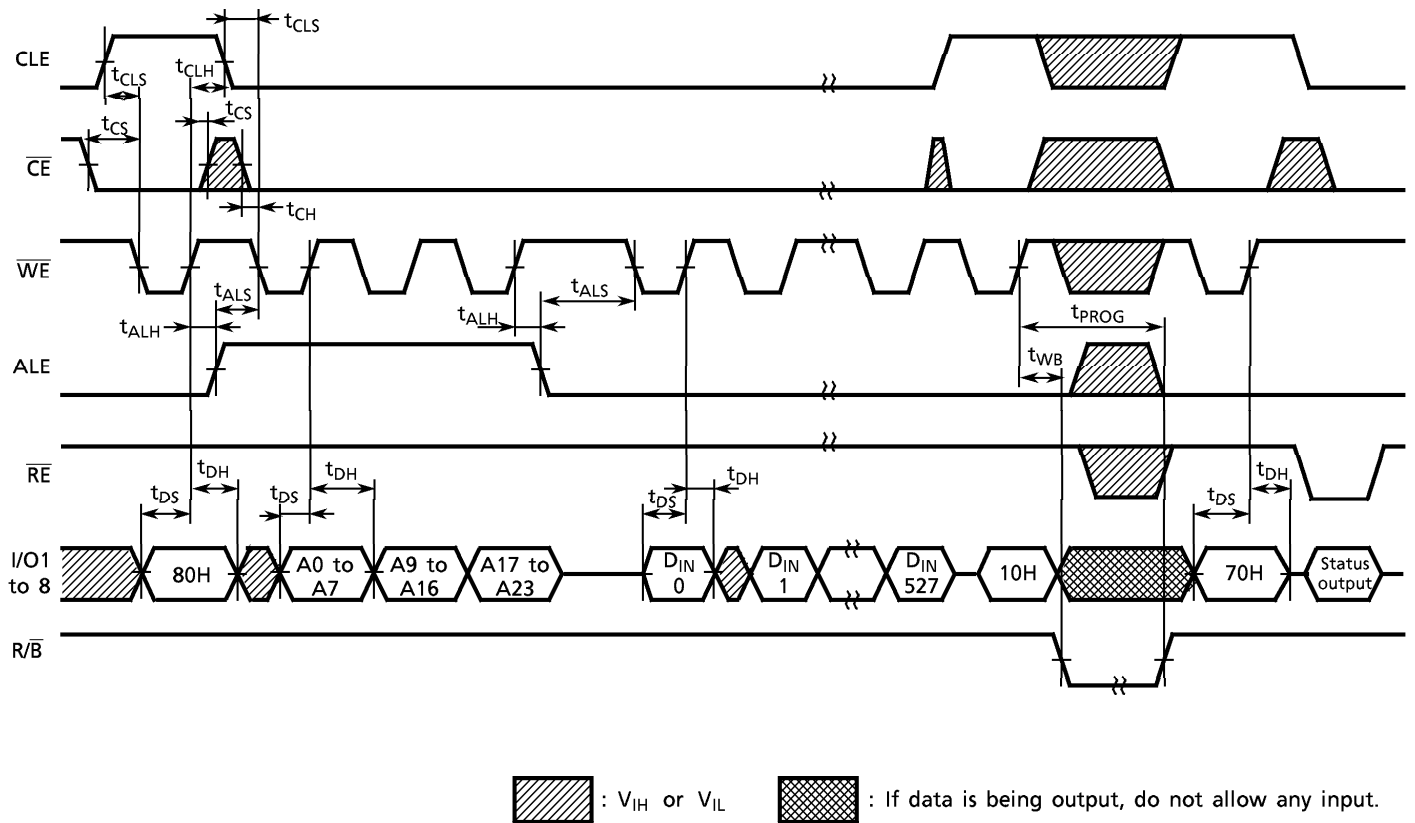 tCLS
CLE
tCLS
tCLH
tCS
tCS
CE
tCH
WE
tALS
tALH
tALH
tALS
tPROG
tWB
ALE
RE
tDS
tDH
tDS
tDH
tDS
tDH
tDS
tDH
I/O1
to 8
80H
A0 to
A7
A9 to
A16
A17 to
A23
DIN
0
DIN
1
DIN
527
10H
70H
Status
output
R/B
: VIH or VIL
: If data is being output, do not allow any input.